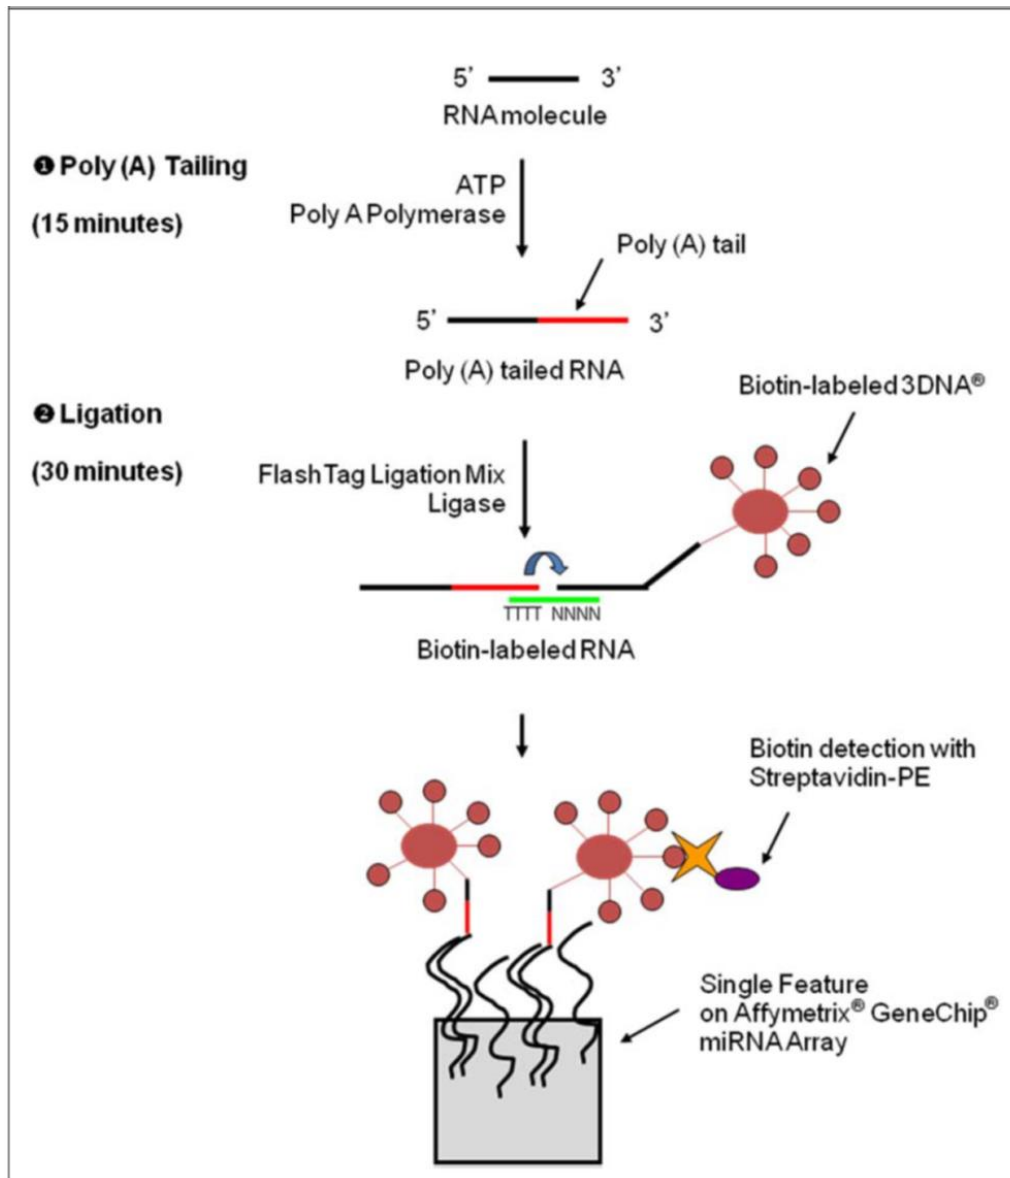 5' 3'
RNA molecule
❶ Poly (A) Tailing
(15 minutes)
ATP
Poly A Polymerase
Poly (A) tail
5' 3'
Poly (A) tailed RNA
Biotin-labeled 3DNA®
❷ Ligation
(30 minutes)
FlashTag Ligation Mix
Ligase
TTTT NNNN
Biotin-labeled RNA
Biotin detection with
Streptavidin-PE
Single Feature
on Affymetrix® GeneChip®
miRNA Array